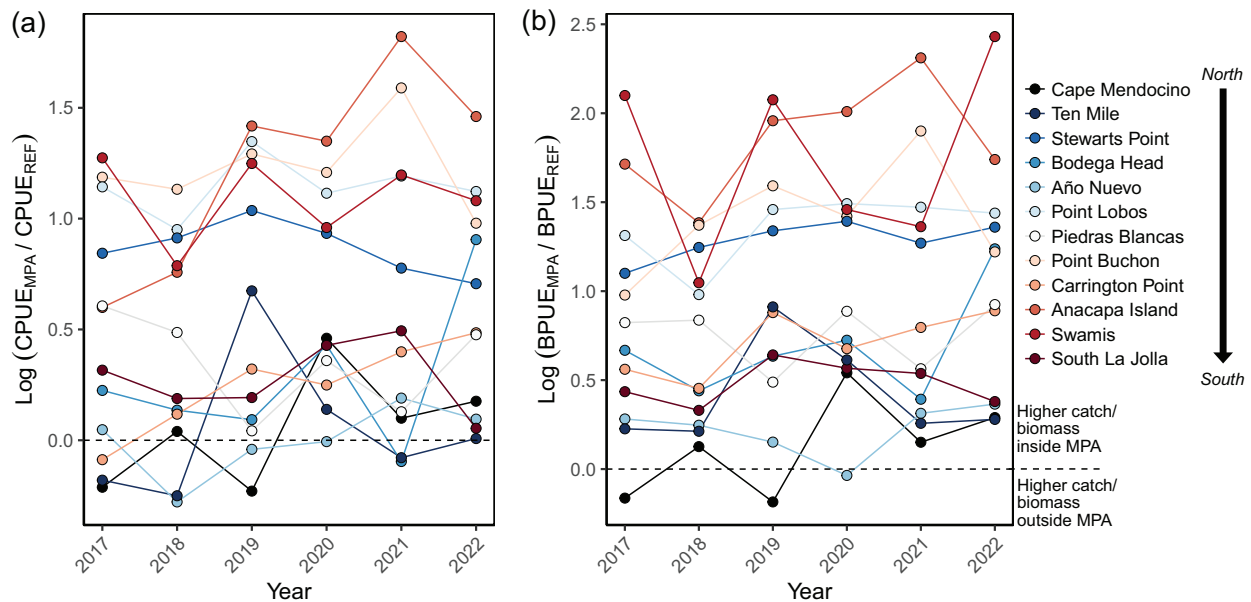 (a)
Log (CPUE_MPA / CPUE_REF)
1.5
1.0
0.5
0.0
2017
2018
2019
2020
2021
2022
Year
(b)
Log (BPUE_MPA / BPUE_REF)
2.5
2.0
1.5
1.0
0.5
0.0
2017
2018
2019
2020
2021
2022
Year
North
Cape Mendocino
Ten Mile
Stewarts Point
Bodega Head
Año Nuevo
Point Lobos
Piedras Blancas
Point Buchon
Carrington Point
Anacapa Island
Swamis
South La Jolla
South
Higher catch/
biomass
inside MPA
Higher catch/
biomass
outside MPA